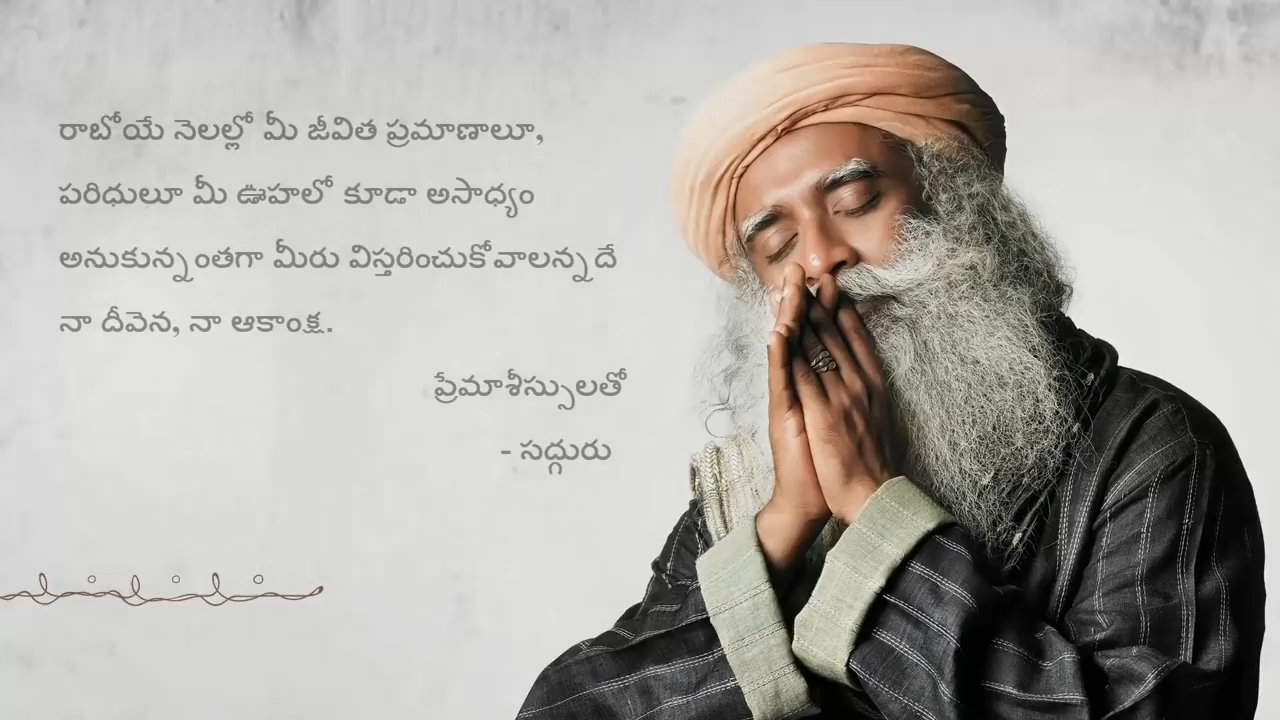 రాబోయే నెలల్లో మీ జీవిత ప్రమాణాలూ,
పరిధులూ మీ ఊహలో కూడా అసాధ్యం
అనుకున్నంతగా మీరు విస్తరించుకోవాలన్నదే
నా దీవెన, నా ఆకాంక్ష.
ప్రేమాశీస్సులతో
- సద్గురు